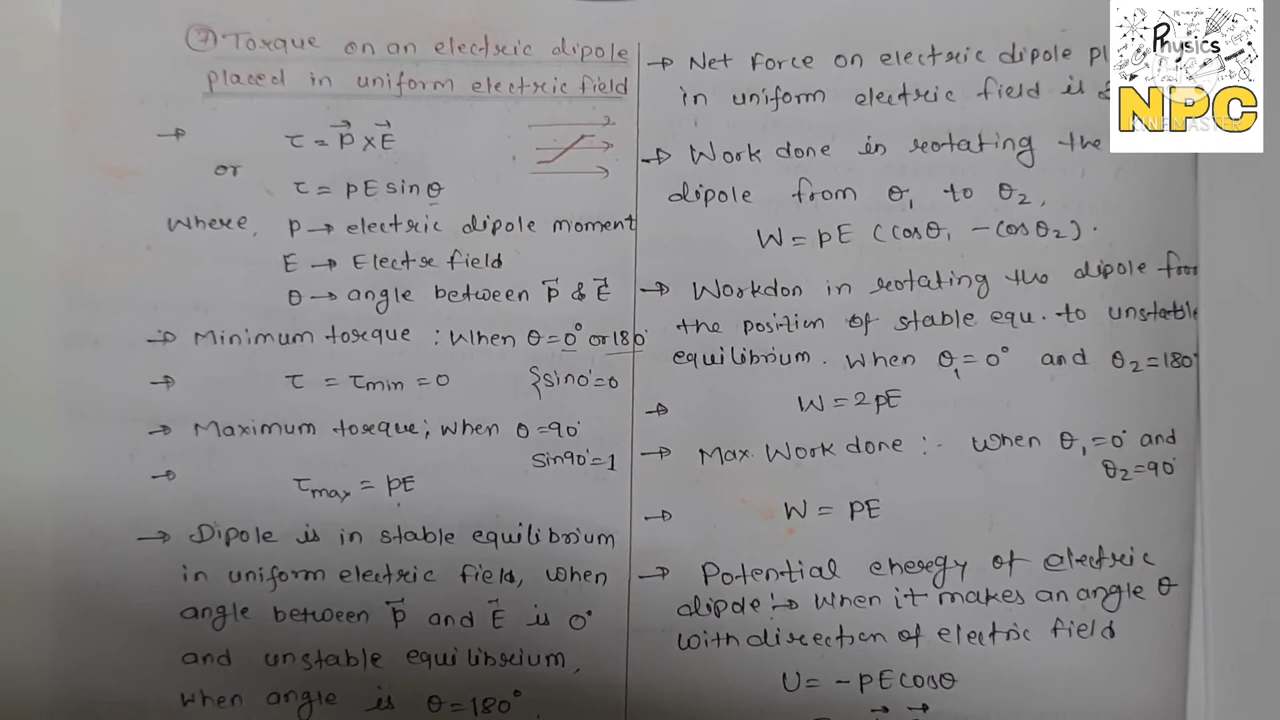 ⑦ Torque on an electric dipole
placed in uniform electric field
→ τ = p⃗ × E⃗
or
τ = pE sinθ
Where, p → electric dipole moment
E → Electre field
θ → angle between p⃗ & E⃗
→ Minimum torque : When θ = 0° or 180°
→ τ = τmin = 0 {sin0° = 0
→ Maximum torque; when θ = 90°
sin90° = 1
→ τmax = pE
→ Dipole is in stable equilibrium
in uniform electric field, when
angle between p⃗ and E⃗ is 0°
and unstable equilibrium,
when angle is θ = 180°.
→ Net Force on electric dipole pl
in uniform electric field is
→ Work done in rotating the
dipole from θ₁ to θ₂,
W = pE (cosθ₁ - cosθ₂).
→ Workdon in rotating the dipole from
the position of stable equ. to unstable
equilibrium. When θ₁ = 0° and θ₂ = 180°
→ W = 2pE
→ Max. Work done :- When θ₁ = 0° and
θ₂ = 90°
→ W = PE
→ Potential energy of electric
dipole :→ When it makes an angle θ
with direction of electric field
U = - pE cosθ
Physics
NPC
KINEMASTER